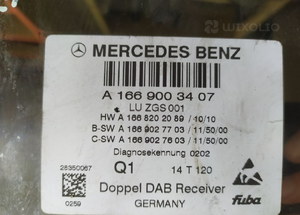 WIXOLIO
MERCEDES BENZ
A 166 900 34 07
LU ZGS 001
HW A 166 820 20 89 / 10/10
B-SW A 166 902 77 03 / 11/50/00
C-SW A 166 902 76 03 / 11/50/00
Diagnosekennung 0202
28350067
Q1
14 T 120
0259
Doppel DAB Receiver
GERMANY
fuba